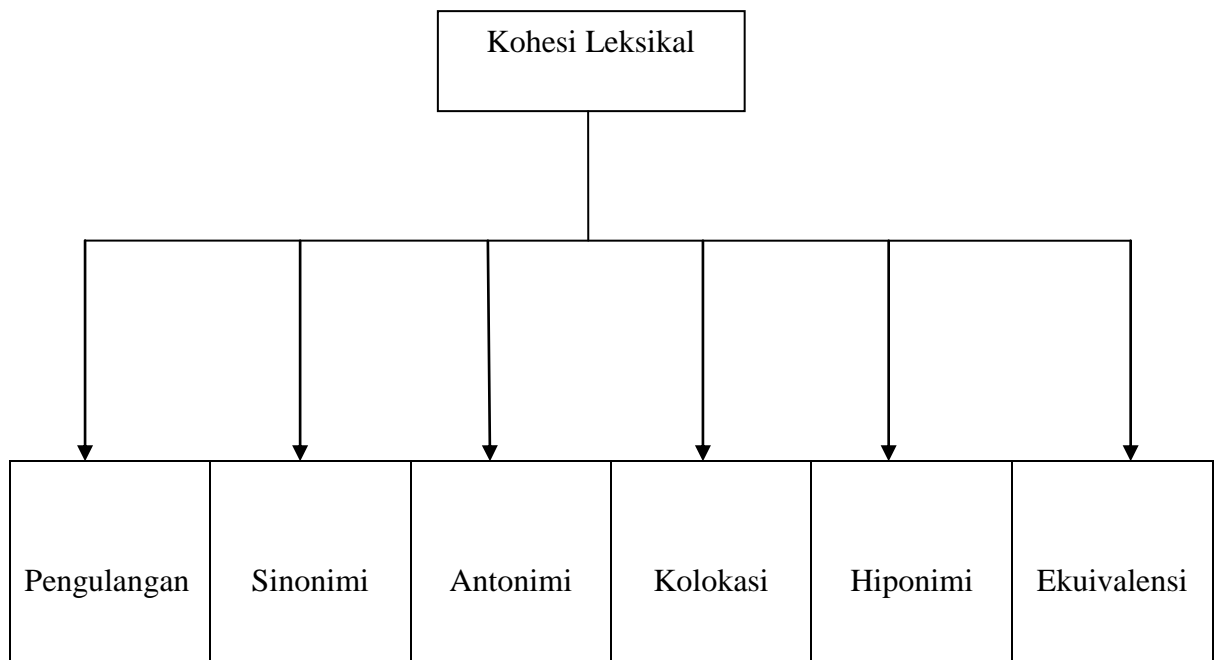 Kohesi Leksikal
Pengulangan
Sinonimi
Antonimi
Kolokasi
Hiponimi
Ekuivalensi